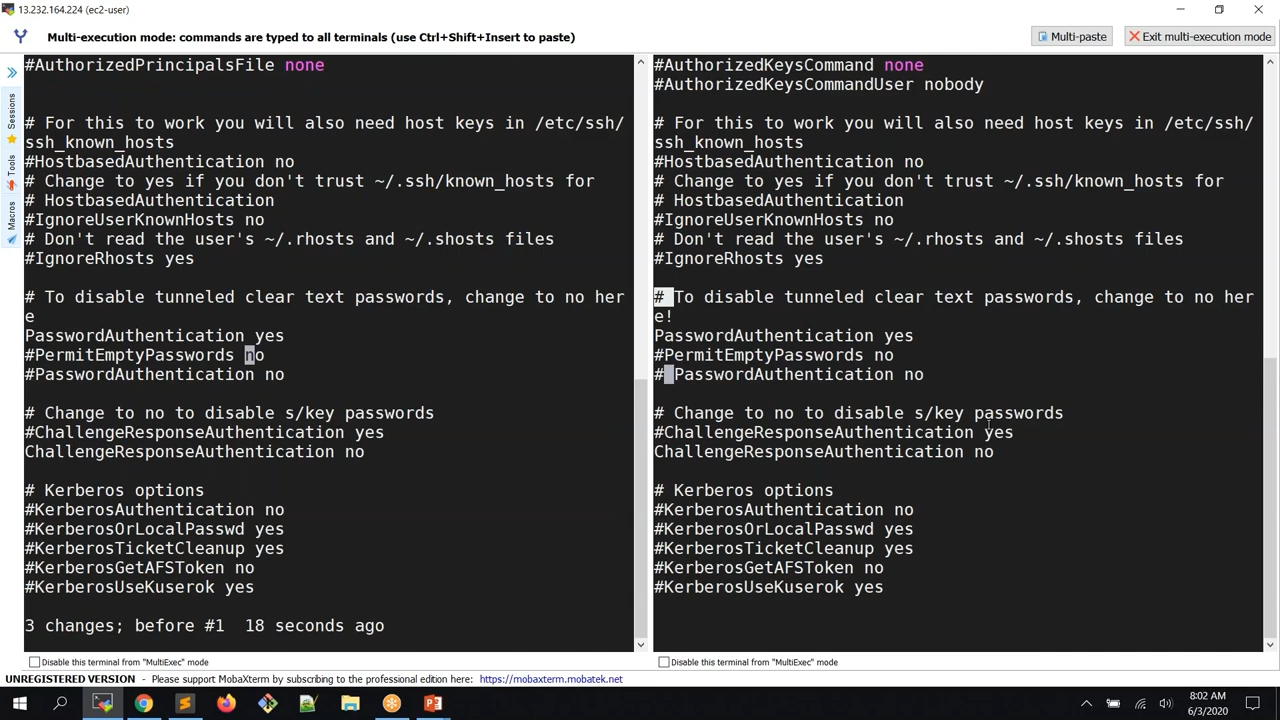 13.232.164.224 (ec2-user)
Multi-execution mode: commands are typed to all terminals (use Ctrl+Shift+Insert to paste)
Multi-paste
Exit multi-execution mode
Sessions
Tools
Macros
#AuthorizedPrincipalsFile none
# For this to work you will also need host keys in /etc/ssh/
ssh_known_hosts
#HostbasedAuthentication no
# Change to yes if you don't trust ~/.ssh/known_hosts for
# HostbasedAuthentication
#IgnoreUserKnownHosts no
# Don't read the user's ~/.rhosts and ~/.shosts files
#IgnoreRhosts yes
# To disable tunneled clear text passwords, change to no her
e
PasswordAuthentication yes
#PermitEmptyPasswords no
#PasswordAuthentication no
# Change to no to disable s/key passwords
#ChallengeResponseAuthentication yes
ChallengeResponseAuthentication no
# Kerberos options
#KerberosAuthentication no
#KerberosOrLocalPasswd yes
#KerberosTicketCleanup yes
#KerberosGetAFSToken no
#KerberosUseKuserok yes
3 changes; before #1  18 seconds ago
Disable this terminal from "MultiExec" mode
#AuthorizedKeysCommand none
#AuthorizedKeysCommandUser nobody
# For this to work you will also need host keys in /etc/ssh/
ssh_known_hosts
#HostbasedAuthentication no
# Change to yes if you don't trust ~/.ssh/known_hosts for
# HostbasedAuthentication
#IgnoreUserKnownHosts no
# Don't read the user's ~/.rhosts and ~/.shosts files
#IgnoreRhosts yes
# To disable tunneled clear text passwords, change to no her
e!
PasswordAuthentication yes
#PermitEmptyPasswords no
# PasswordAuthentication no
# Change to no to disable s/key passwords
#ChallengeResponseAuthentication yes
ChallengeResponseAuthentication no
# Kerberos options
#KerberosAuthentication no
#KerberosOrLocalPasswd yes
#KerberosTicketCleanup yes
#KerberosGetAFSToken no
#KerberosUseKuserok yes
Disable this terminal from "MultiExec" mode
UNREGISTERED VERSION - Please support MobaXterm by subscribing to the professional edition here: https://mobaxterm.mobatek.net
8:02 AM
6/3/2020